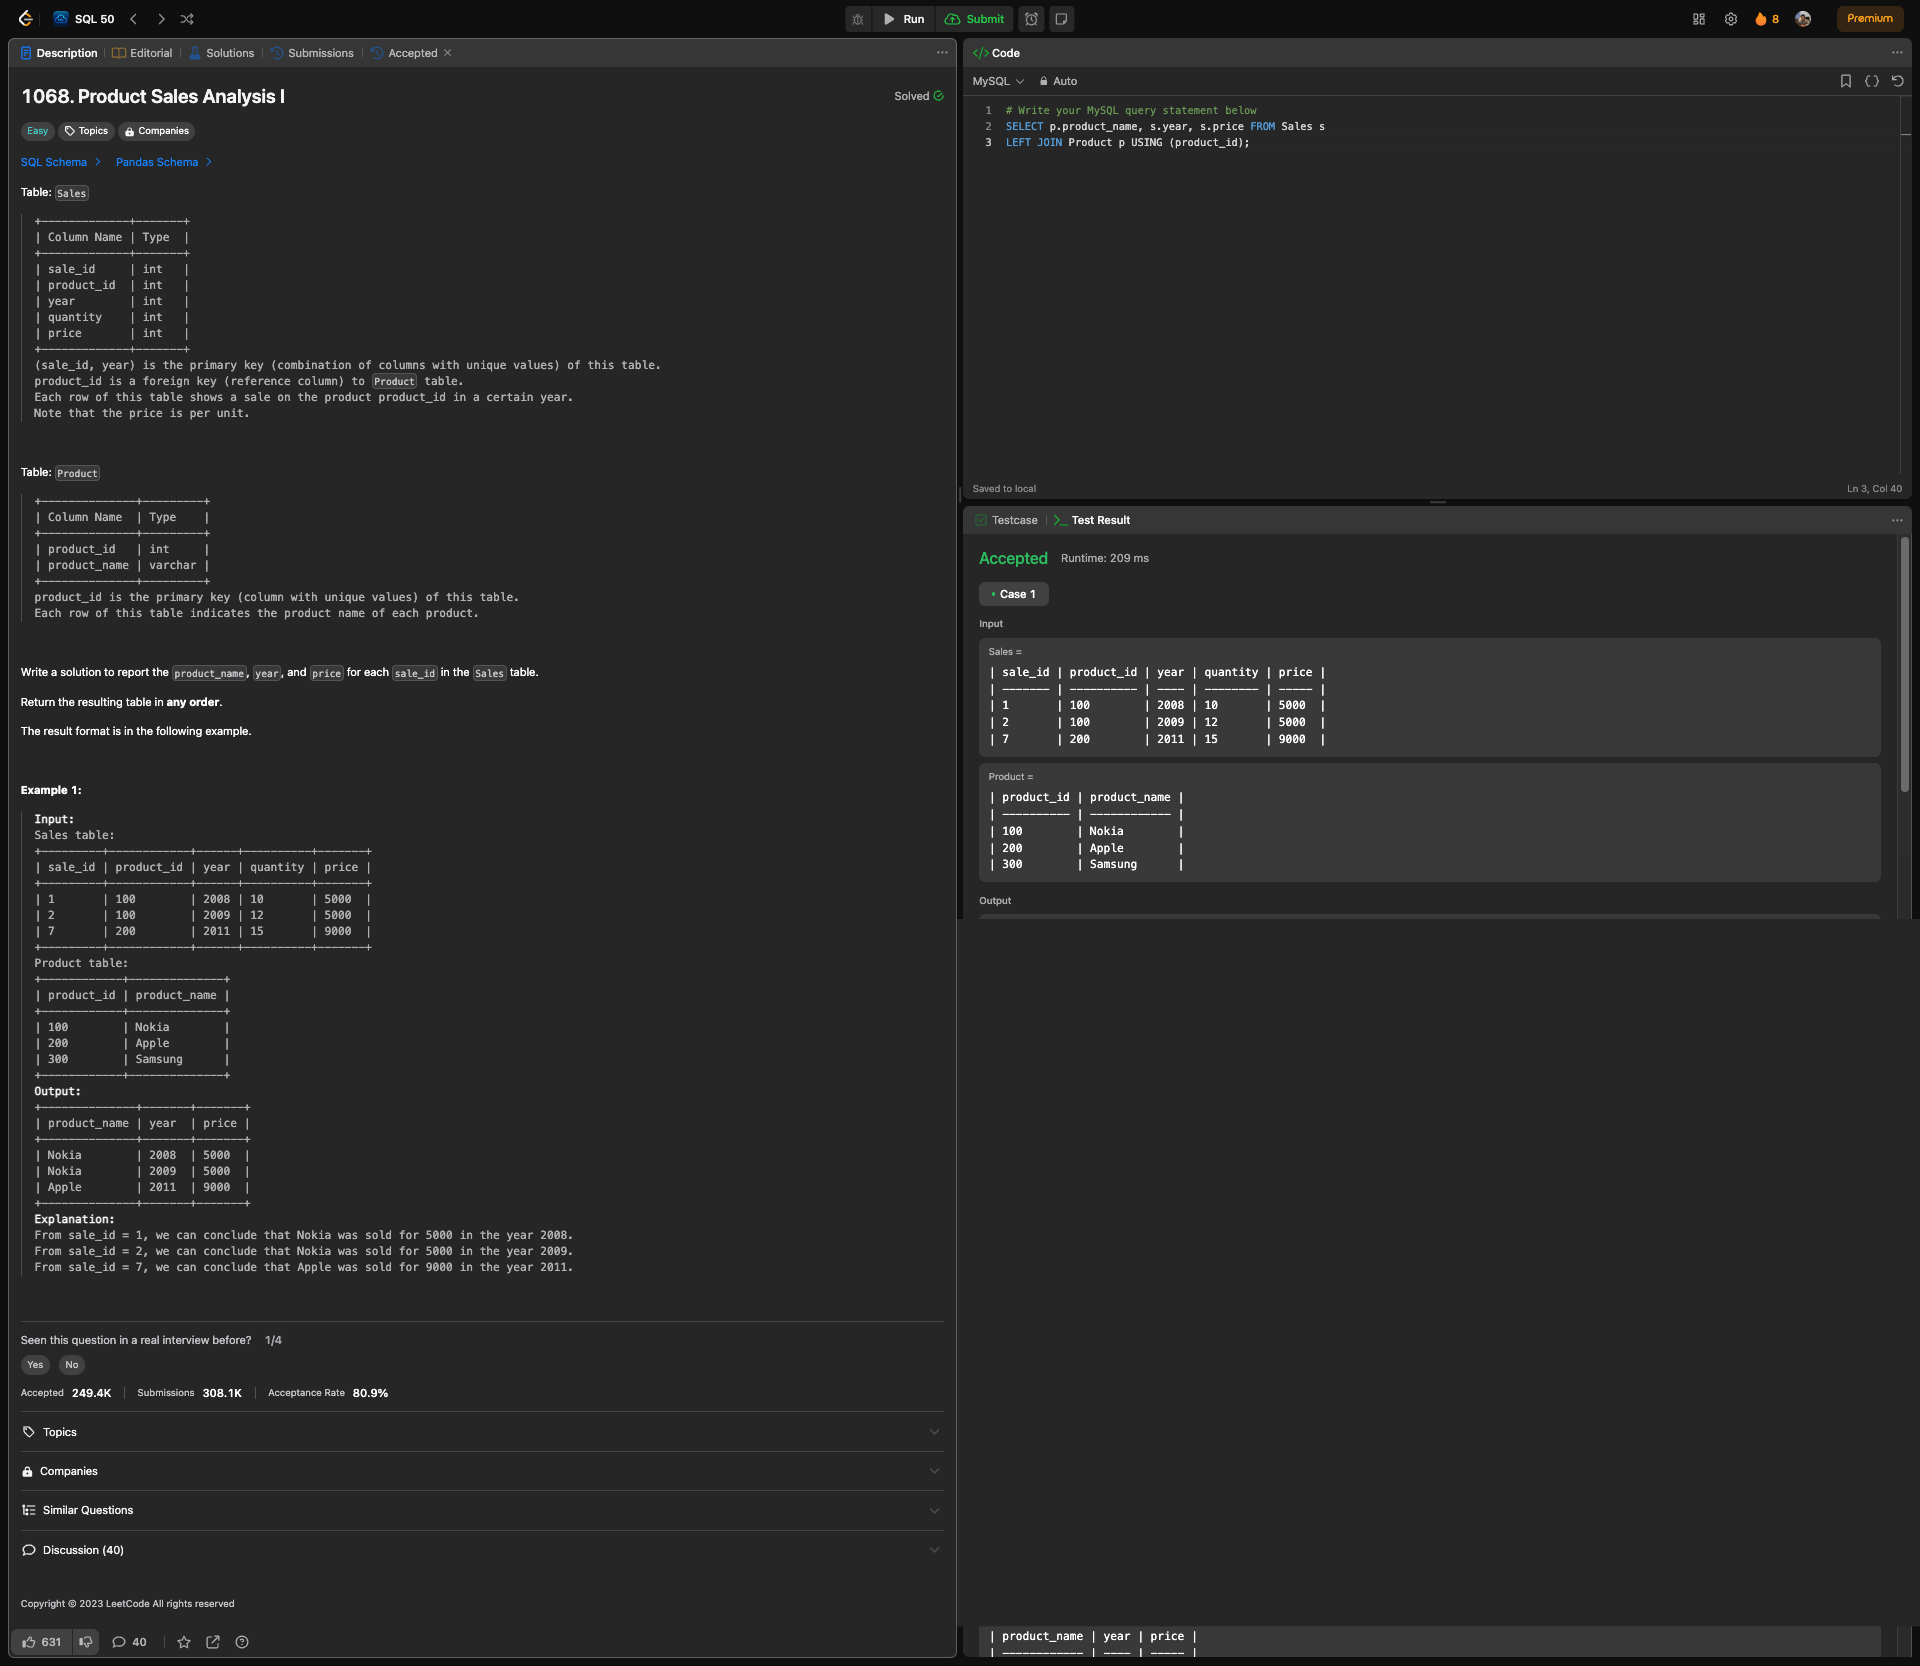 SQL 50
Run
Submit
8
Premium
Description
Editorial
Solutions
Submissions
Accepted
1068. Product Sales Analysis I
Solved
Easy
Topics
Companies
SQL Schema
Pandas Schema
Table: Sales
+-------------+-------+
| Column Name | Type  |
+-------------+-------+
| sale_id     | int   |
| product_id  | int   |
| year        | int   |
| quantity    | int   |
| price       | int   |
+-------------+-------+
(sale_id, year) is the primary key (combination of columns with unique values) of this table.
product_id is a foreign key (reference column) to Product table.
Each row of this table shows a sale on the product product_id in a certain year.
Note that the price is per unit.
Table: Product
+--------------+---------+
| Column Name  | Type    |
+--------------+---------+
| product_id   | int     |
| product_name | varchar |
+--------------+---------+
product_id is the primary key (column with unique values) of this table.
Each row of this table indicates the product name of each product.
Write a solution to report the product_name, year, and price for each sale_id in the Sales table.
Return the resulting table in any order.
The result format is in the following example.
Example 1:
Input:
Sales table:
+---------+------------+------+----------+-------+
| sale_id | product_id | year | quantity | price |
+---------+------------+------+----------+-------+
| 1       | 100        | 2008 | 10       | 5000  |
| 2       | 100        | 2009 | 12       | 5000  |
| 7       | 200        | 2011 | 15       | 9000  |
+---------+------------+------+----------+-------+
Product table:
+------------+--------------+
| product_id | product_name |
+------------+--------------+
| 100        | Nokia        |
| 200        | Apple        |
| 300        | Samsung      |
+------------+--------------+
Output:
+--------------+-------+-------+
| product_name | year  | price |
+--------------+-------+-------+
| Nokia        | 2008  | 5000  |
| Nokia        | 2009  | 5000  |
| Apple        | 2011  | 9000  |
+--------------+-------+-------+
Explanation:
From sale_id = 1, we can conclude that Nokia was sold for 5000 in the year 2008.
From sale_id = 2, we can conclude that Nokia was sold for 5000 in the year 2009.
From sale_id = 7, we can conclude that Apple was sold for 9000 in the year 2011.
Seen this question in a real interview before? 1/4
Yes
No
Accepted 249.4K
Submissions 308.1K
Acceptance Rate 80.9%
Topics
Companies
Similar Questions
Discussion (40)
Copyright © 2023 LeetCode All rights reserved
631
40
</> Code
MySQL
Auto
1 # Write your MySQL query statement below
2 SELECT p.product_name, s.year, s.price FROM Sales s
3 LEFT JOIN Product p USING (product_id);
Saved to local
Ln 3, Col 40
Testcase
Test Result
Accepted
Runtime: 209 ms
• Case 1
Input
Sales =
| sale_id | product_id | year | quantity | price |
| ------- | ---------- | ---- | -------- | ----- |
| 1       | 100        | 2008 | 10       | 5000  |
| 2       | 100        | 2009 | 12       | 5000  |
| 7       | 200        | 2011 | 15       | 9000  |
Product =
| product_id | product_name |
| ---------- | ------------ |
| 100        | Nokia        |
| 200        | Apple        |
| 300        | Samsung      |
Output
| product_name | year | price |
| ------------ | ---- | ----- |